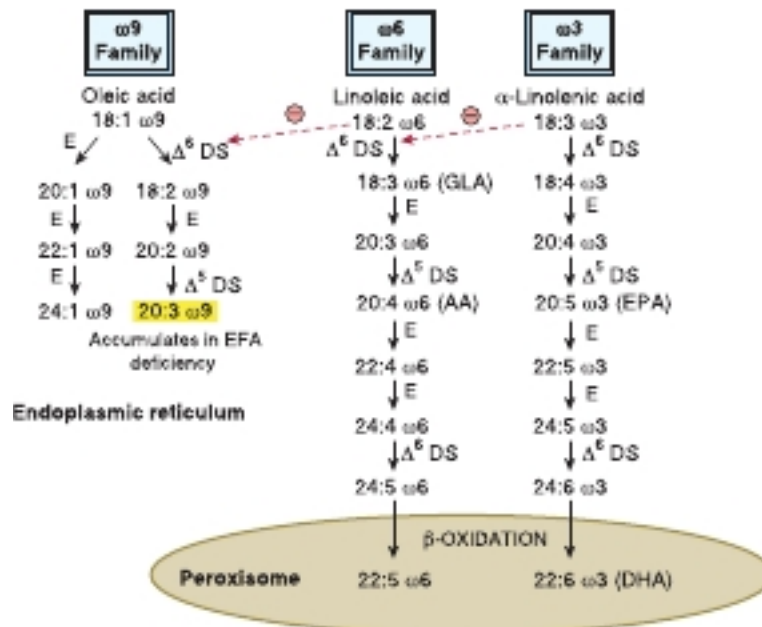 ω9 Family
ω6 Family
ω3 Family
Oleic acid
18:1 ω9
Linoleic acid
18:2 ω6
α-Linolenic acid
18:3 ω3
−
−
E
Δ⁶ DS
Δ⁶ DS
Δ⁶ DS
20:1 ω9
18:2 ω9
18:3 ω6 (GLA)
18:4 ω3
E
E
E
E
22:1 ω9
20:2 ω9
20:3 ω6
20:4 ω3
E
Δ⁵ DS
Δ⁵ DS
Δ⁵ DS
24:1 ω9
20:3 ω9
20:4 ω6 (AA)
20:5 ω3 (EPA)
Accumulates in EFA
deficiency
E
E
22:4 ω6
22:5 ω3
Endoplasmic reticulum
E
E
24:4 ω6
24:5 ω3
Δ⁶ DS
Δ⁶ DS
24:5 ω6
24:6 ω3
β-OXIDATION
Peroxisome
22:5 ω6
22:6 ω3 (DHA)